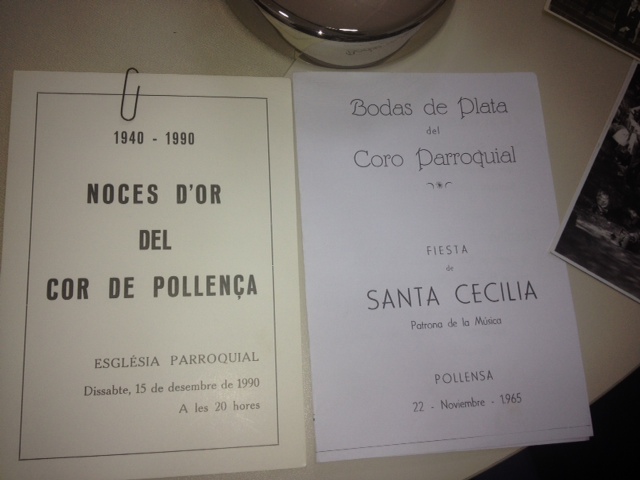 1940 - 1990
NOCES D'OR
DEL
COR DE POLLENÇA
ESGLÉSIA PARROQUIAL
Dissabte, 15 de desembre de 1990
A les 20 hores
Bodas de Plata
del
Coro Parroquial
FIESTA
de
SANTA CECILIA
Patrona de la Música
POLLENSA
22 - Noviembre - 1965